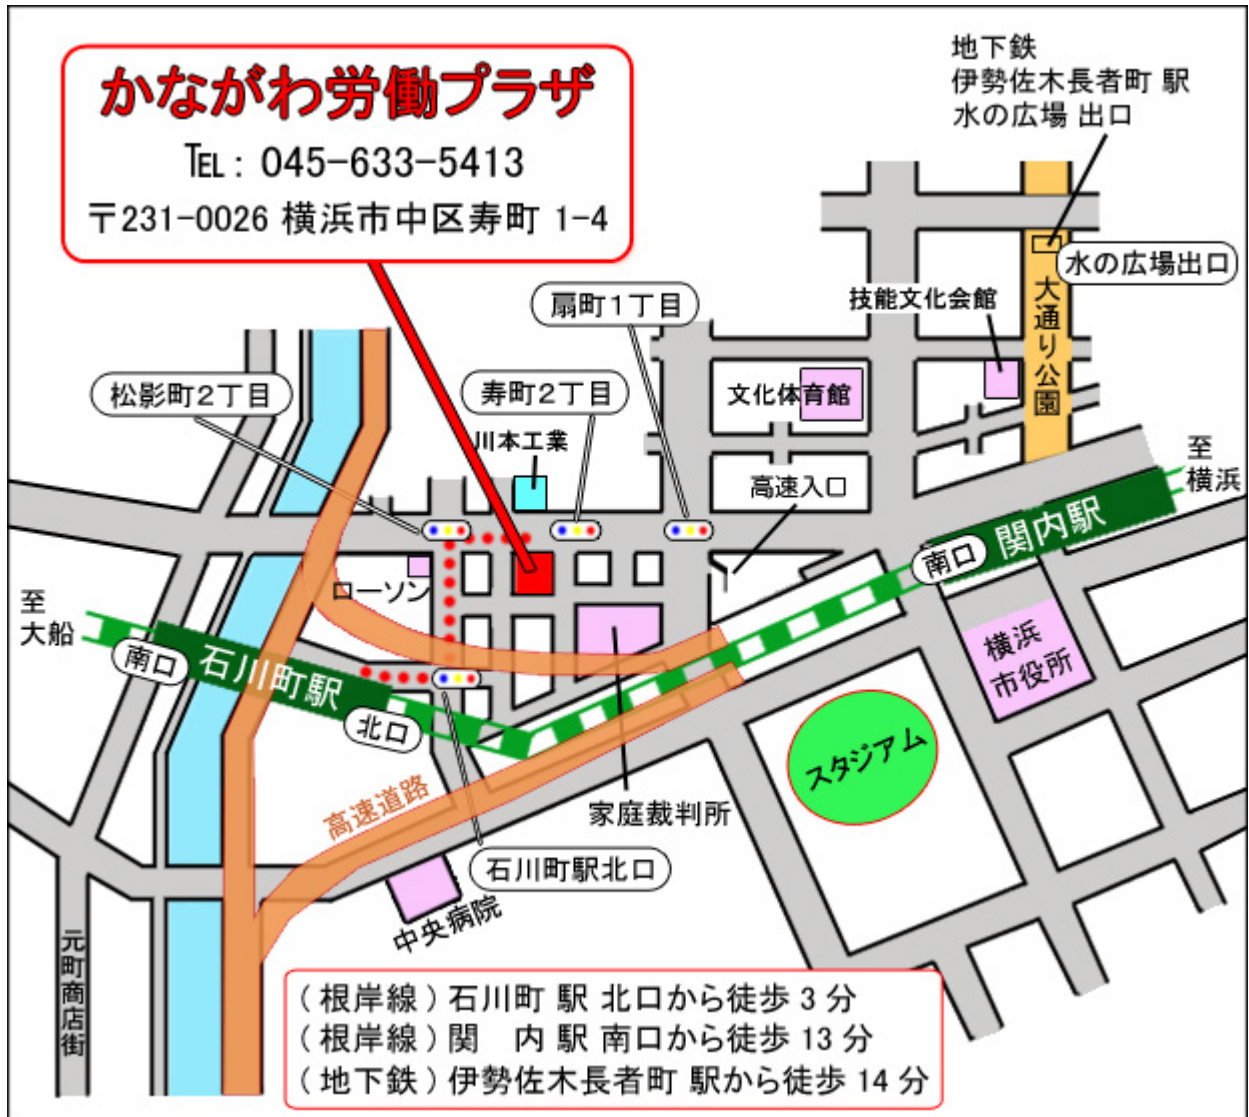 かながわ労働プラザ
TEL: 045-633-5413
〒231-0026 横浜市中区寿町 1-4
地下鉄
伊勢佐木長者町 駅
水の広場 出口
水の広場出口
大通り公園
技能文化会館
扇町1丁目
松影町2丁目
寿町2丁目
文化体育館
川本工業
高速入口
至
横浜
関内駅
南口
ローソン
至
大船
南口
石川町駅
北口
横浜
市役所
スタジアム
高速道路
家庭裁判所
石川町駅北口
中央病院
元町商店街
(根岸線) 石川町 駅 北口から徒歩 3 分
(根岸線) 関 内 駅 南口から徒歩 13 分
(地下鉄) 伊勢佐木長者町 駅から徒歩 14 分